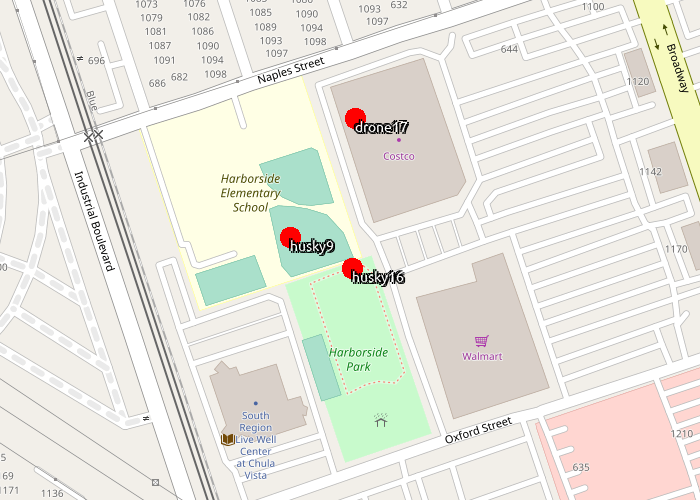 1073
1079
1081
1087
1091
686
682
1076
1082
1086
1090
1094
1098
696
Blue
1085
1089
1093
1097
1090
1094
1098
1093
1097
632
644
1100
Broadway
1120
1142
1170
Naples Street
drone17
Costco
Harborside
Elementary
School
husky9
husky16
Industrial Boulevard
Walmart
Harborside
Park
South
Region
Live Well
Center
at Chula
Vista
Oxford Street
635
1210
00
169
1171
1136